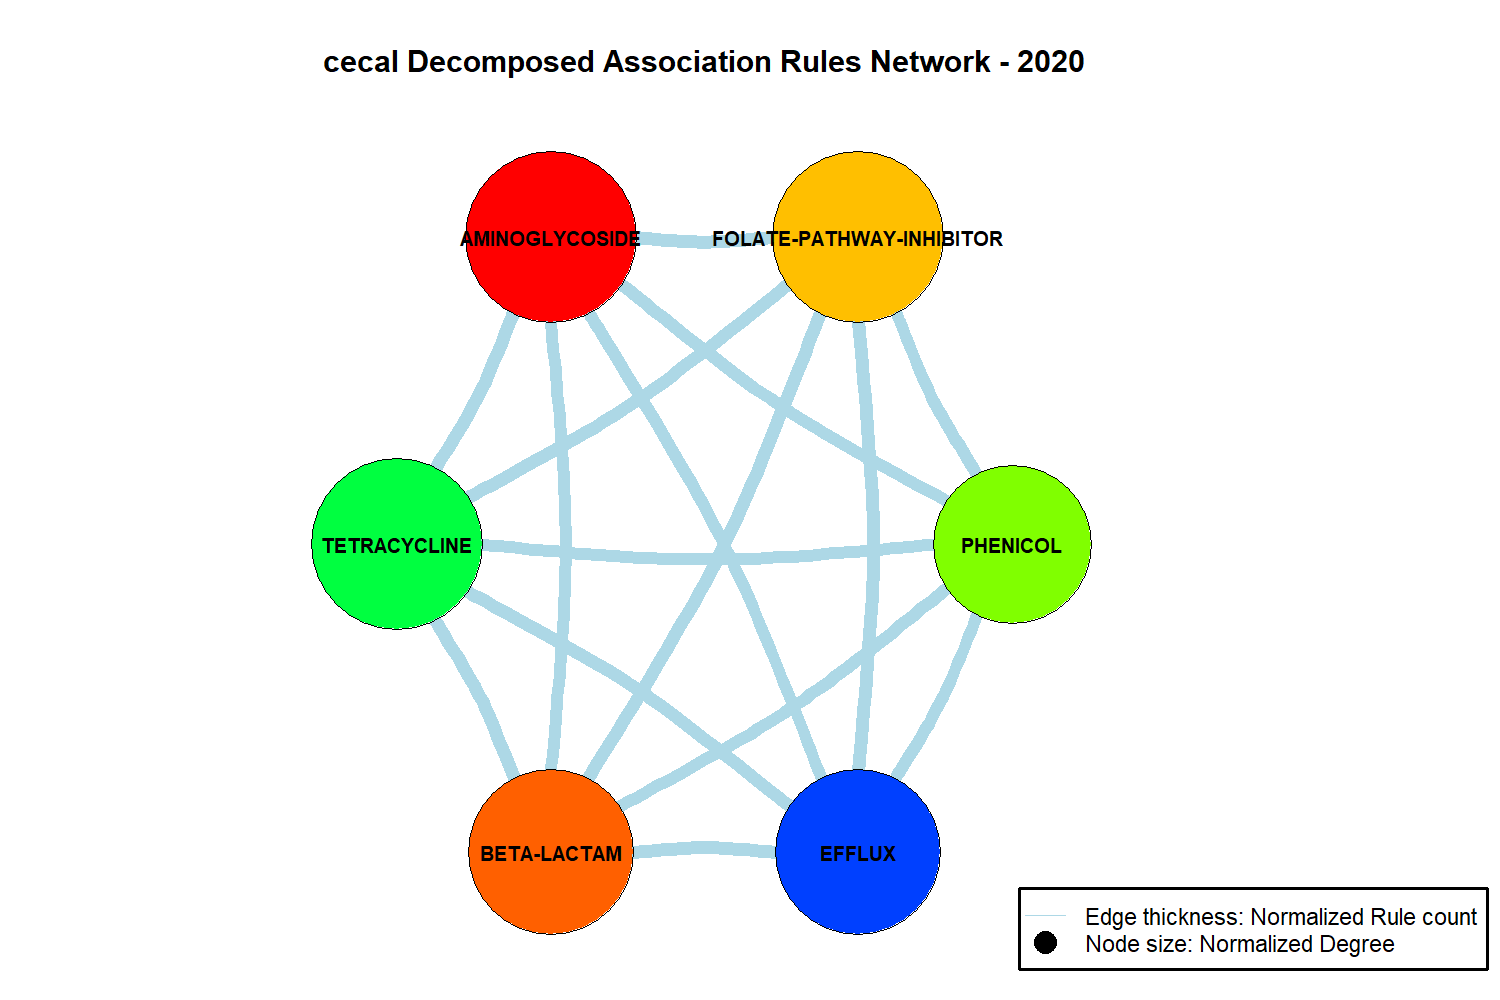 cecal Decomposed Association Rules Network - 2020
AMINOGLYCOSIDE
FOLATE-PATHWAY-INHIBITOR
TETRACYCLINE
PHENICOL
BETA-LACTAM
EFFLUX
Edge thickness: Normalized Rule count
Node size: Normalized Degree